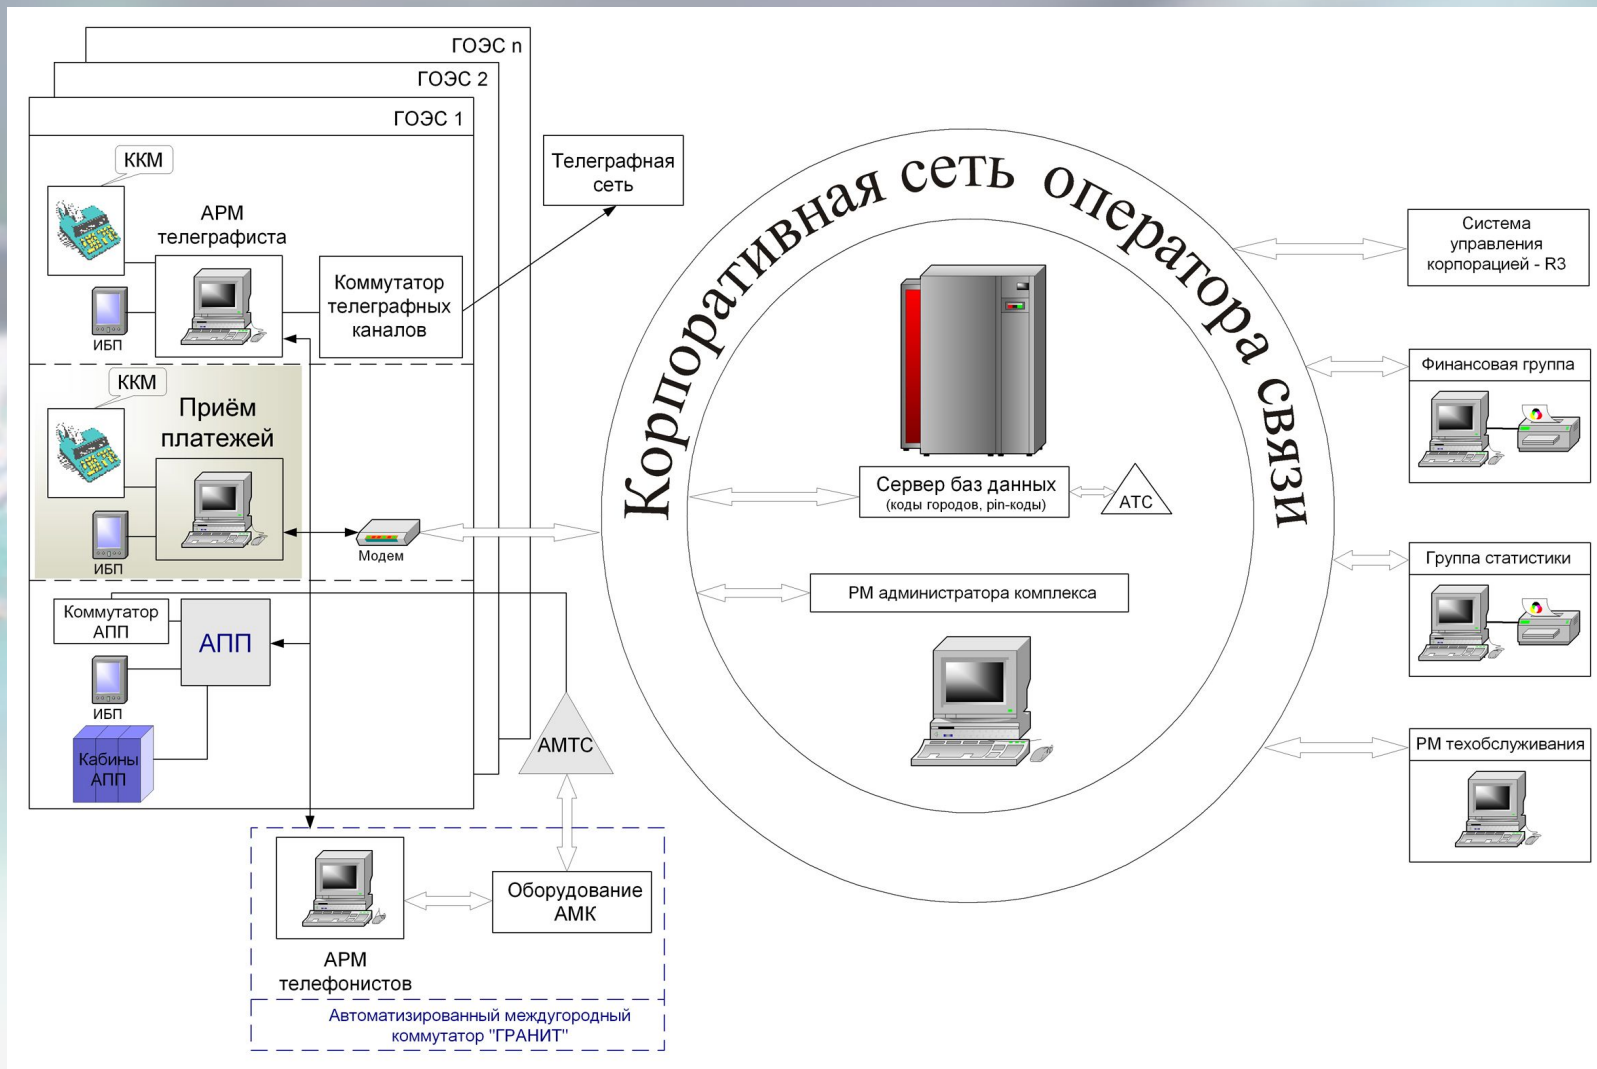 ГОЭС n
ГОЭС 2
ГОЭС 1
ККМ
АРМ
телеграфиста
ИБП
Коммутатор
телеграфных
каналов
Телеграфная
сеть
ККМ
Приём
платежей
ИБП
Модем
Коммутатор
АПП
АПП
ИБП
Кабины
АПП
АМТС
Оборудование
АМК
АРМ
телефонистов
Автоматизированный междугородный
коммутатор "ГРАНИТ"
Корпоративная сеть оператора связи
Сервер баз данных
(коды городов, pin-коды)
АТС
РМ администратора комплекса
Система
управления
корпорацией - R3
Финансовая группа
Группа статистики
РМ техобслуживания